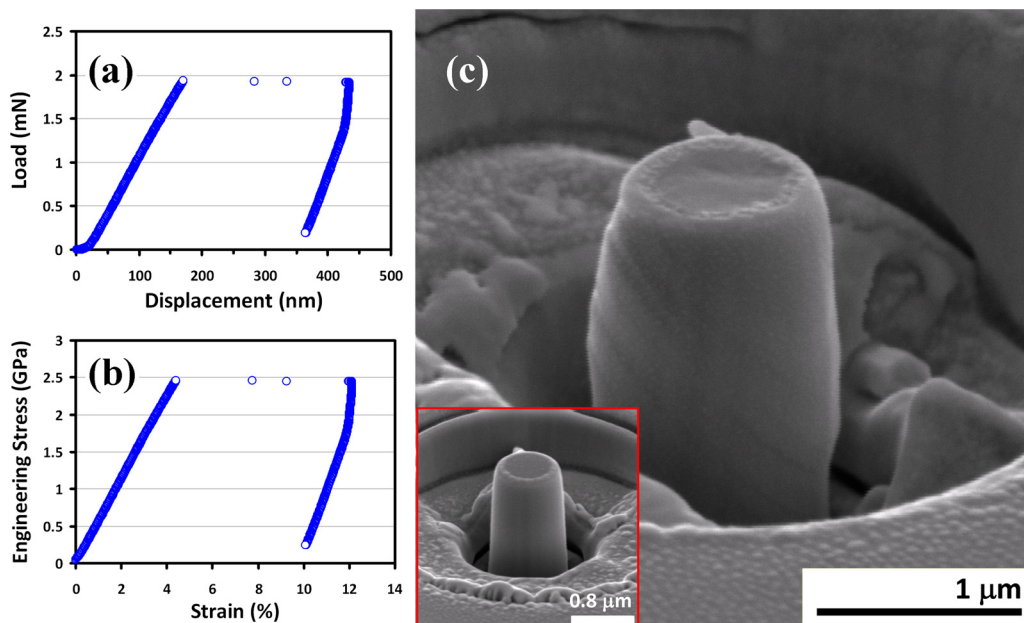 (a)
Load (mN)
2.5
2
1.5
1
0.5
0
0 100 200 300 400 500
Displacement (nm)
(b)
Engineering Stress (GPa)
3
2.5
2
1.5
1
0.5
0
0 2 4 6 8 10 12 14
Strain (%)
(c)
0.8 μm
1 μm